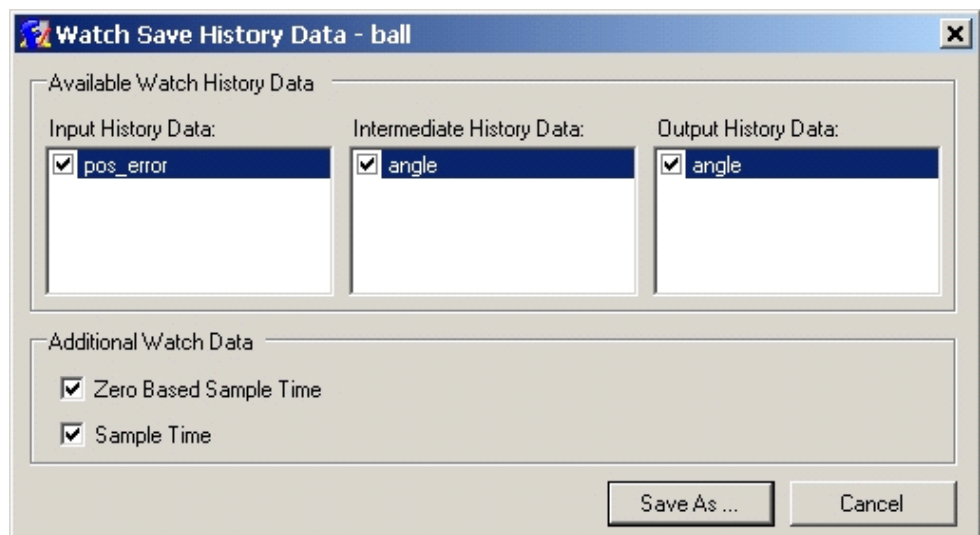 Watch Save History Data - ball
Available Watch History Data
Input History Data:
pos_error
Intermediate History Data:
angle
Output History Data:
angle
Additional Watch Data
Zero Based Sample Time
Sample Time
Save As ...
Cancel